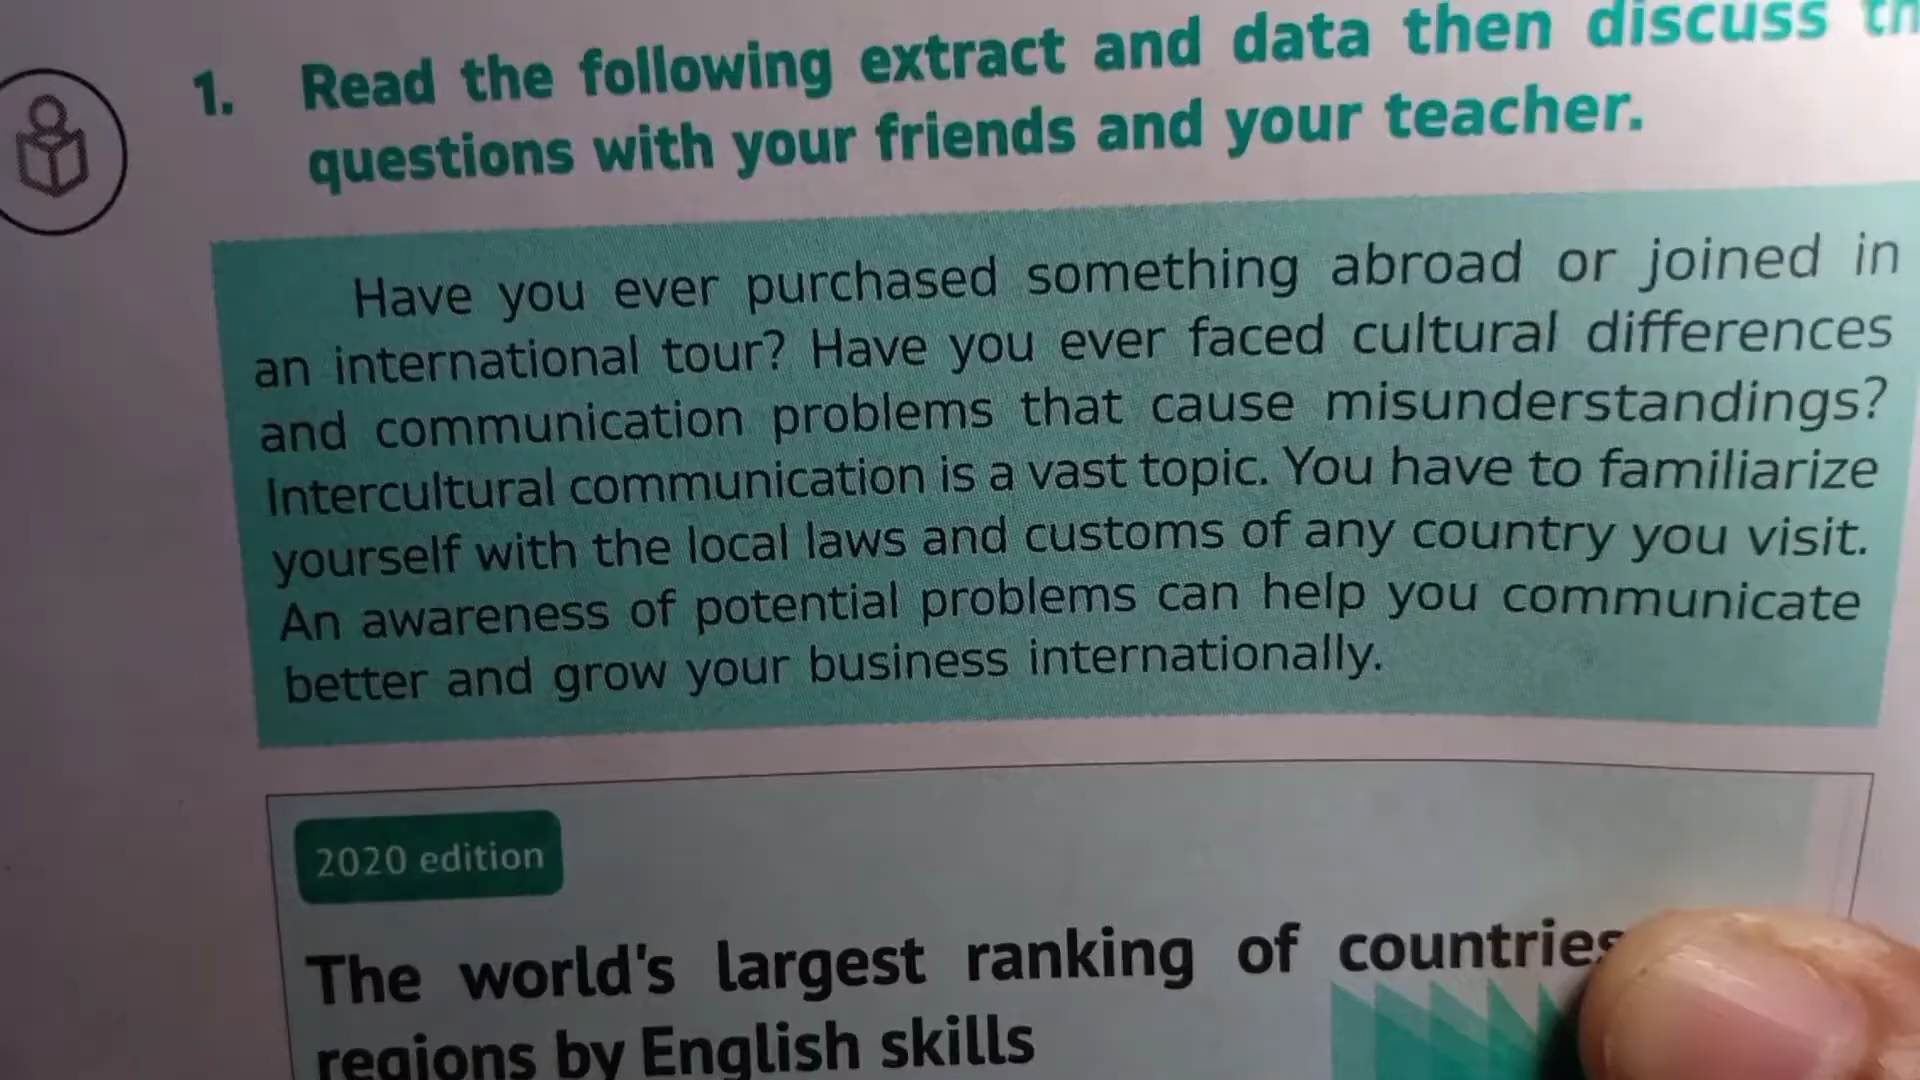 1. Read the following extract and data then discuss
questions with your friends and your teacher.
Have you ever purchased something abroad or joined in
an international tour? Have you ever faced cultural differences
and communication problems that cause misunderstandings?
Intercultural communication is a vast topic. You have to familiarize
yourself with the local laws and customs of any country you visit.
An awareness of potential problems can help you communicate
better and grow your business internationally.
2020 edition
The world's largest ranking of countries
regions by English skills